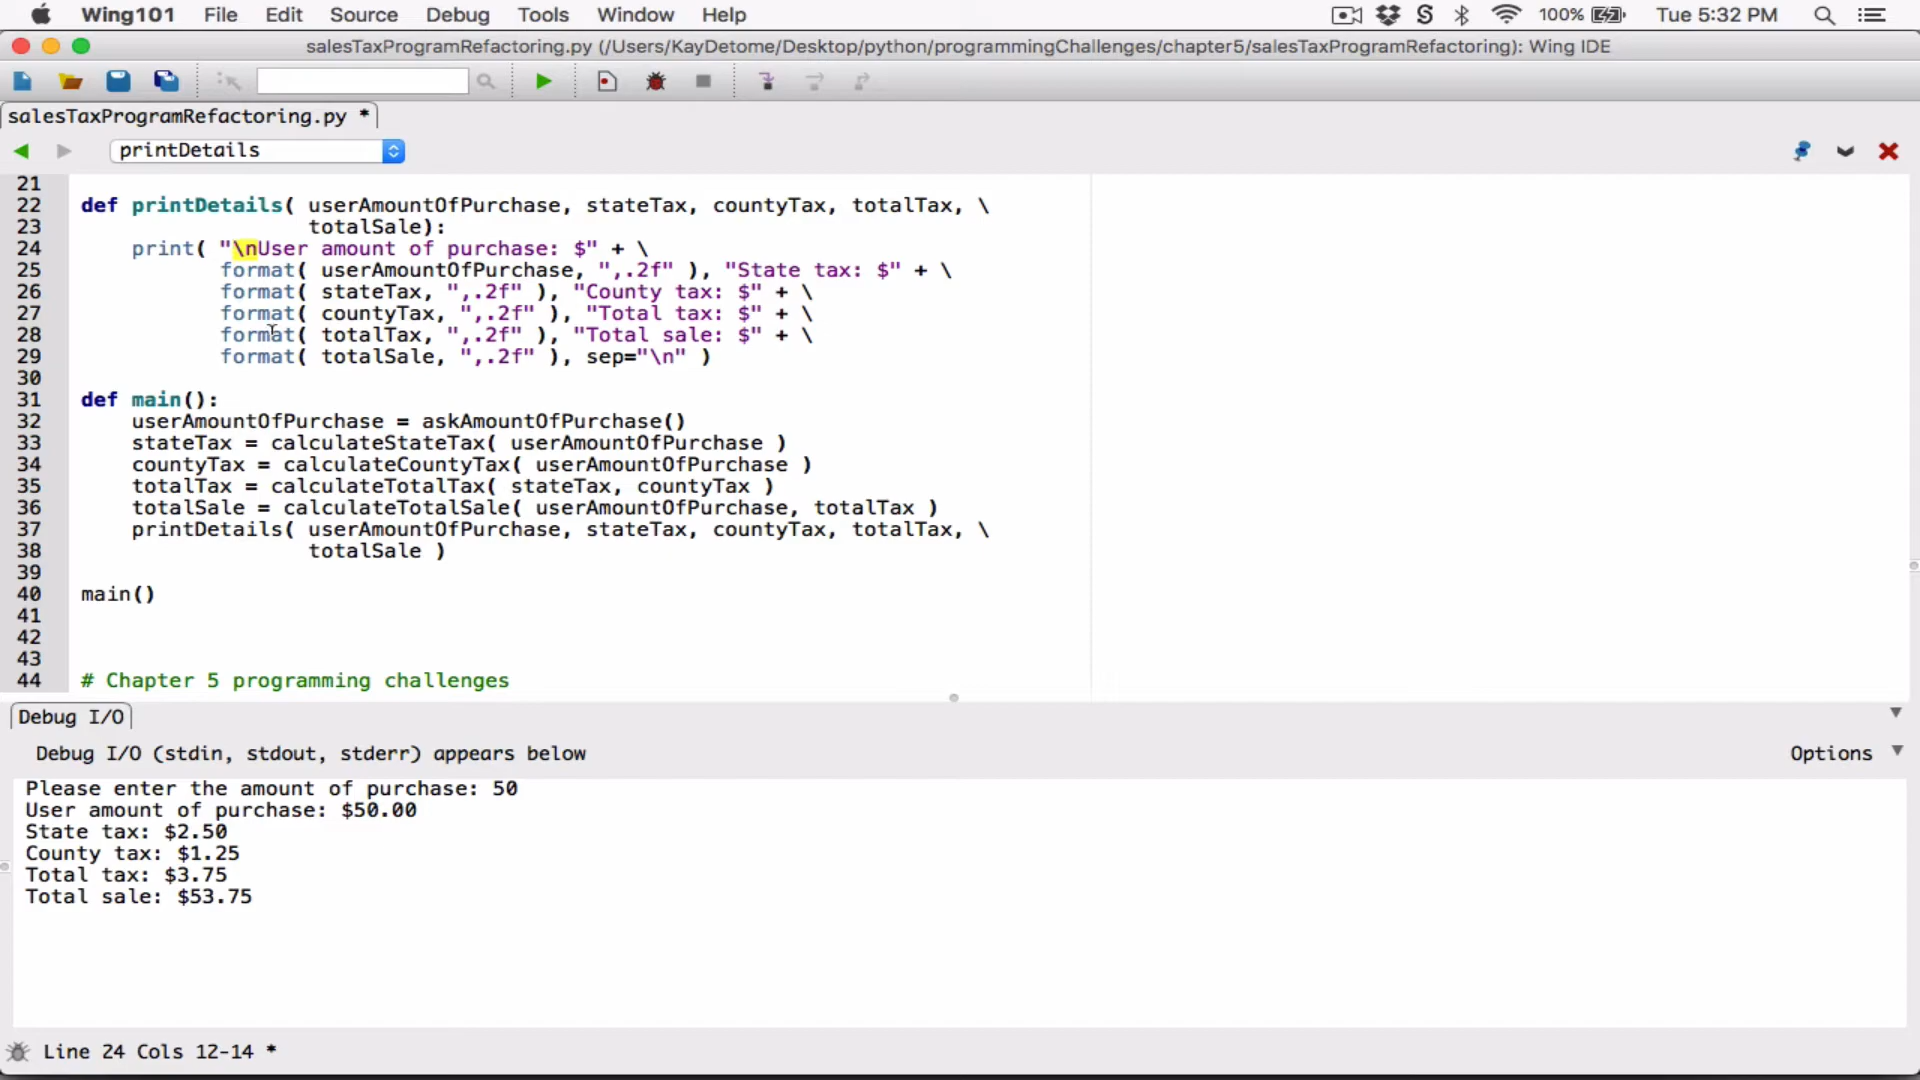 Wing101 File Edit Source Debug Tools Window Help 100% Tue 5:32 PM
salesTaxProgramRefactoring.py (/Users/KayDetome/Desktop/python/programmingChallenges/chapter5/salesTaxProgramRefactoring): Wing IDE
salesTaxProgramRefactoring.py *
printDetails
21
22 def printDetails( userAmountOfPurchase, stateTax, countyTax, totalTax, \
23 totalSale):
24 print( "\nUser amount of purchase: $" + \
25 format( userAmountOfPurchase, ",.2f" ), "State tax: $" + \
26 format( stateTax, ",.2f" ), "County tax: $" + \
27 format( countyTax, ",.2f" ), "Total tax: $" + \
28 format( totalTax, ",.2f" ), "Total sale: $" + \
29 format( totalSale, ",.2f" ), sep="\n" )
30
31 def main():
32 userAmountOfPurchase = askAmountOfPurchase()
33 stateTax = calculateStateTax( userAmountOfPurchase )
34 countyTax = calculateCountyTax( userAmountOfPurchase )
35 totalTax = calculateTotalTax( stateTax, countyTax )
36 totalSale = calculateTotalSale( userAmountOfPurchase, totalTax )
37 printDetails( userAmountOfPurchase, stateTax, countyTax, totalTax, \
38 totalSale )
39
40 main()
41
42
43
44 # Chapter 5 programming challenges
Debug I/O
Debug I/O (stdin, stdout, stderr) appears below Options
Please enter the amount of purchase: 50
User amount of purchase: $50.00
State tax: $2.50
County tax: $1.25
Total tax: $3.75
Total sale: $53.75
Line 24 Cols 12-14 *